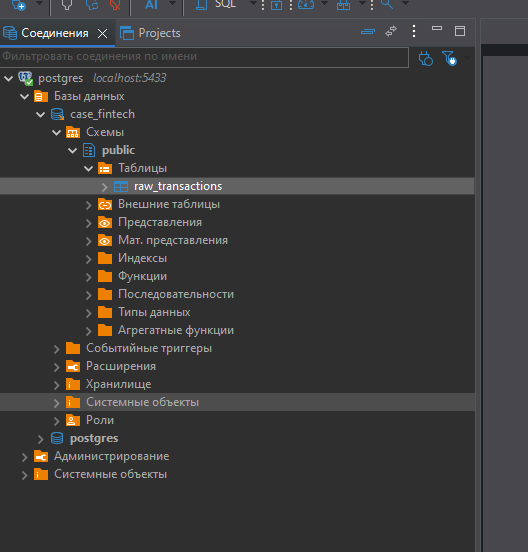 AI SQL
Соединения Projects
Фильтровать соединения по имени
postgres localhost:5433
Базы данных
case_fintech
Схемы
public
Таблицы
raw_transactions
Внешние таблицы
Представления
Мат. представления
Индексы
Функции
Последовательности
Типы данных
Агрегатные функции
Событийные триггеры
Расширения
Хранилище
Системные объекты
Роли
postgres
Администрирование
Системные объекты